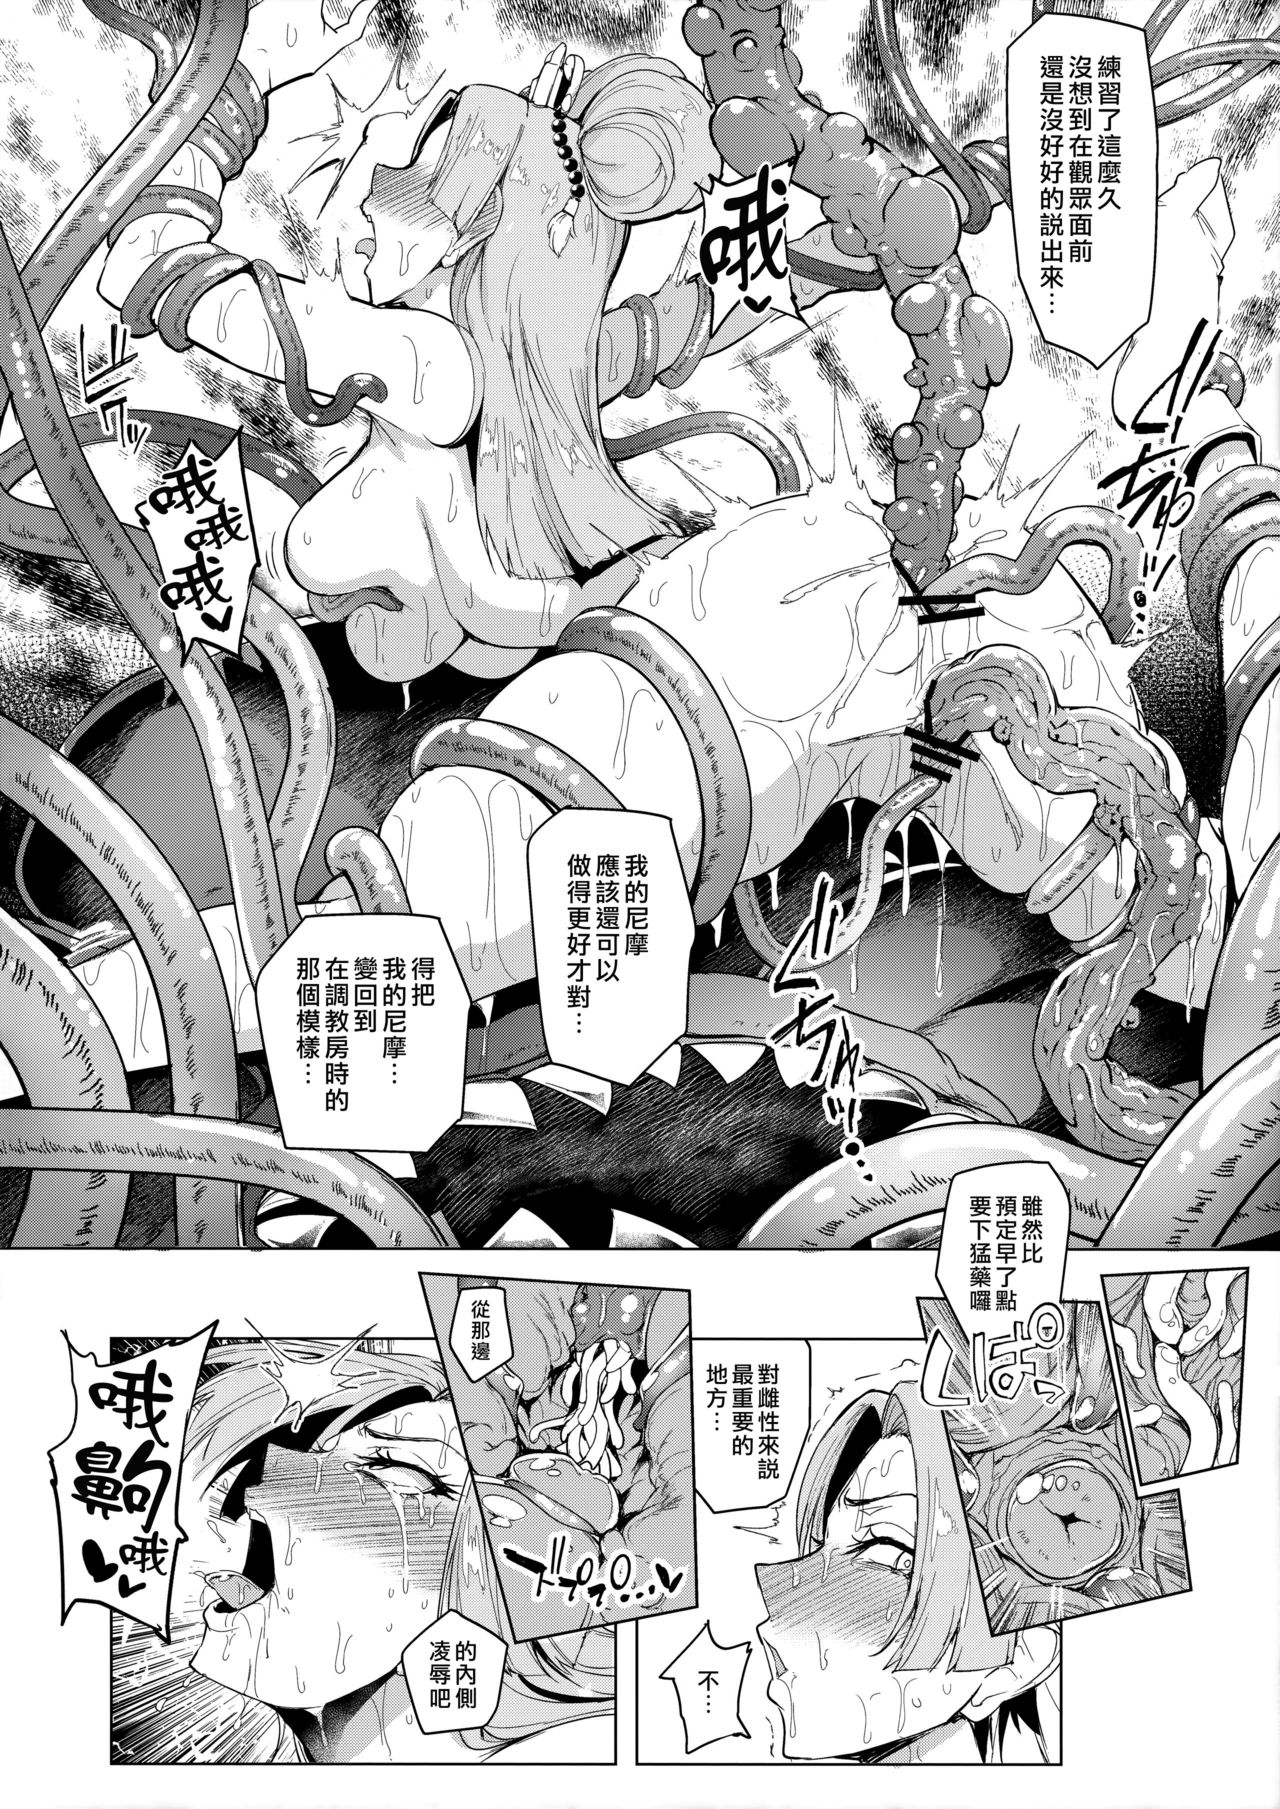 練習了這麼久
沒想到在觀眾面前
還是沒好好的說出來…
哦♥
哦
哦
哦♥
我的尼摩
應該還可以
做得更好才對…
得把
我的尼摩…
變回到
在調教房時的
那個模樣…
雖然比
預定早了點
要下猛藥囉
對雌性來說
最重要的
地方…
不…
從那邊
的內側
凌辱吧
哦
齁
哦